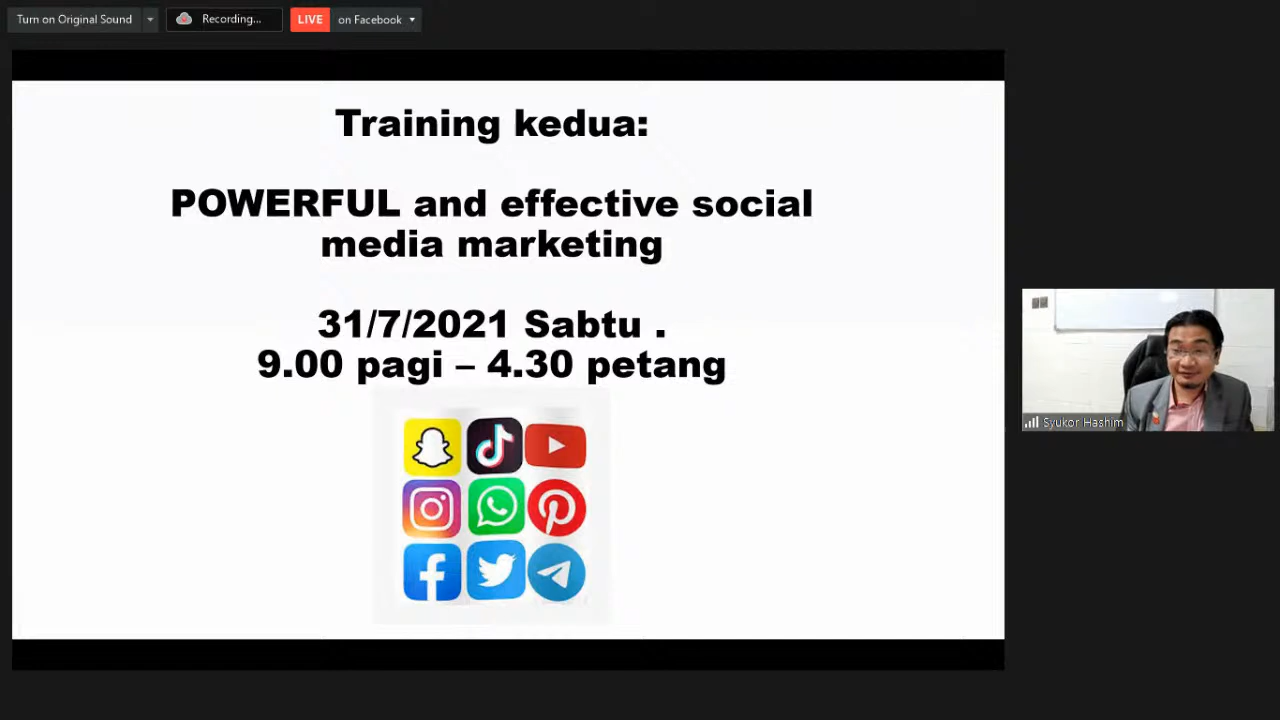 Turn on Original Sound
Recording...
LIVE on Facebook
Training kedua:
POWERFUL and effective social
media marketing
31/7/2021 Sabtu .
9.00 pagi – 4.30 petang
Syukor Hashim